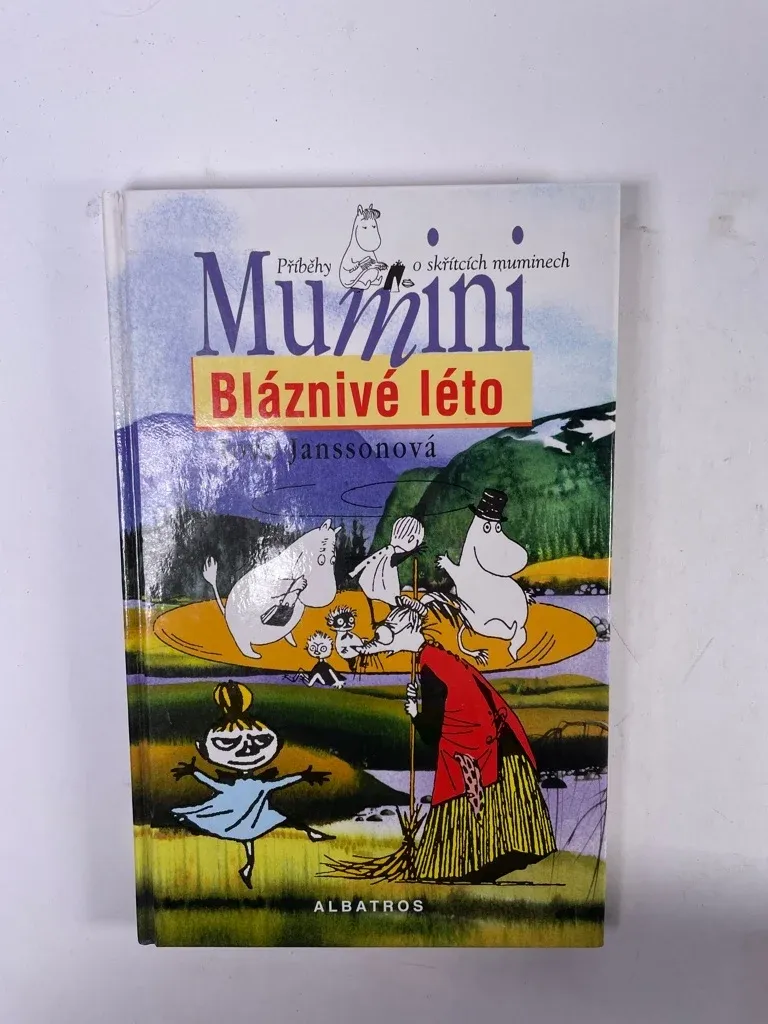 Příběhy o skřítcích muminech
Mumini
Bláznivé léto
Janssonová
ALBATROS